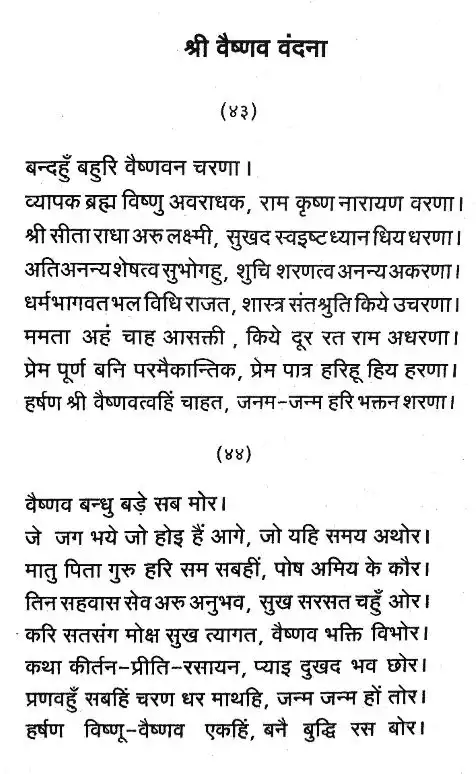 श्री वैष्णव वंदना
(४३)
बन्दहुँ बहुरि वैष्णवन चरणा ।
व्यापक ब्रह्म विष्णु अवराधक, राम कृष्ण नारायण वरणा ।
श्री सीता राधा अरु लक्ष्मी, सुखद स्वइष्ट ध्यान धिय धरणा ।
अति अनन्य शेषत्व सुभोगहु, शुचि शरणत्व अनन्य अकरणा ।
धर्म भागवत भल विधि राजत, शास्त्र संत श्रुति किये उचरणा ।
ममता अहं चाह आसक्ती , किये दूर रत राम अधरणा ।
प्रेम पूर्ण बनि परमैकान्तिक, प्रेम पात्र हरिहू हिय हरणा ।
हर्षण श्री वैष्णवत्वहिं चाहत, जनम-जन्म हरि भक्तन शरणा ।
(४४)
वैष्णव बन्धु बड़े सब मोर ।
जे जग भये जो होइ हैं आगे, जो यहि समय अथोर ।
मातु पिता गुरु हरि सम सबहीं, पोष अमिय के कौर ।
तिन सहवास सेव अरु अनुभव, सुख सरसत चहुँ ओर ।
करि सतसंग मोक्ष सुख त्यागत, वैष्णव भक्ति विभोर ।
कथा कीर्तन-प्रीति-रसायन, प्याइ दुखद भव छोर ।
प्रणवहुँ सबहिं चरण धर माथहि, जन्म जन्म हों तोर ।
हर्षण विष्णू-वैष्णव एकहिं, बनै बुद्धि रस बोर ।